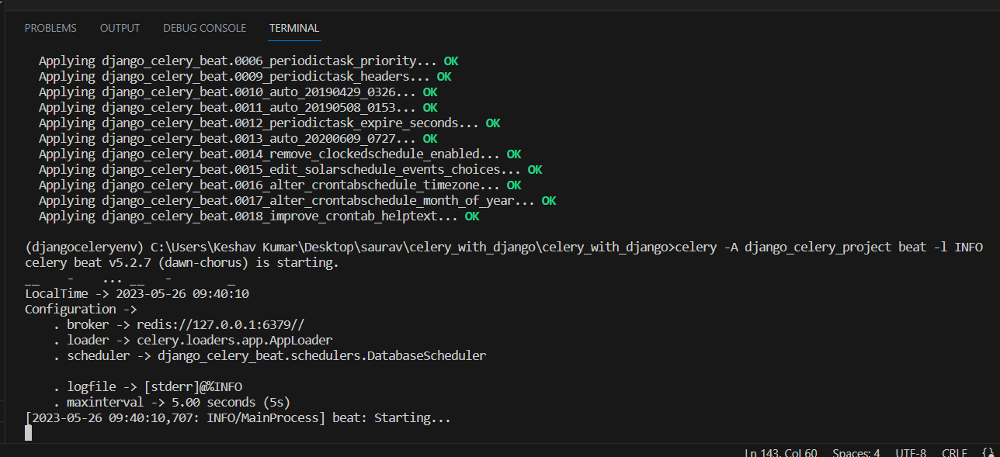 PROBLEMS OUTPUT DEBUG CONSOLE TERMINAL
Applying django_celery_beat.0006_periodictask_priority... OK
Applying django_celery_beat.0009_periodictask_headers... OK
Applying django_celery_beat.0010_auto_20190429_0326... OK
Applying django_celery_beat.0011_auto_20190508_0153... OK
Applying django_celery_beat.0012_periodictask_expire_seconds... OK
Applying django_celery_beat.0013_auto_20200609_0727... OK
Applying django_celery_beat.0014_remove_clockedschedule_enabled... OK
Applying django_celery_beat.0015_edit_solarschedule_events_choices... OK
Applying django_celery_beat.0016_alter_crontabschedule_timezone... OK
Applying django_celery_beat.0017_alter_crontabschedule_month_of_year... OK
Applying django_celery_beat.0018_improve_crontab_helptext... OK
(djangoceleryenv) C:\Users\Keshav Kumar\Desktop\saurav\celery_with_django\celery_with_django>celery -A django_celery_project beat -l INFO
celery beat v5.2.7 (dawn-chorus) is starting.
__    -    ... __   -        _
LocalTime -> 2023-05-26 09:40:10
Configuration ->
. broker -> redis://127.0.0.1:6379//
. loader -> celery.loaders.app.AppLoader
. scheduler -> django_celery_beat.schedulers.DatabaseScheduler
. logfile -> [stderr]@%INFO
. maxinterval -> 5.00 seconds (5s)
[2023-05-26 09:40:10,707: INFO/MainProcess] beat: Starting...
Ln 143, Col 60 Spaces: 4 UTF-8 CRLF {}